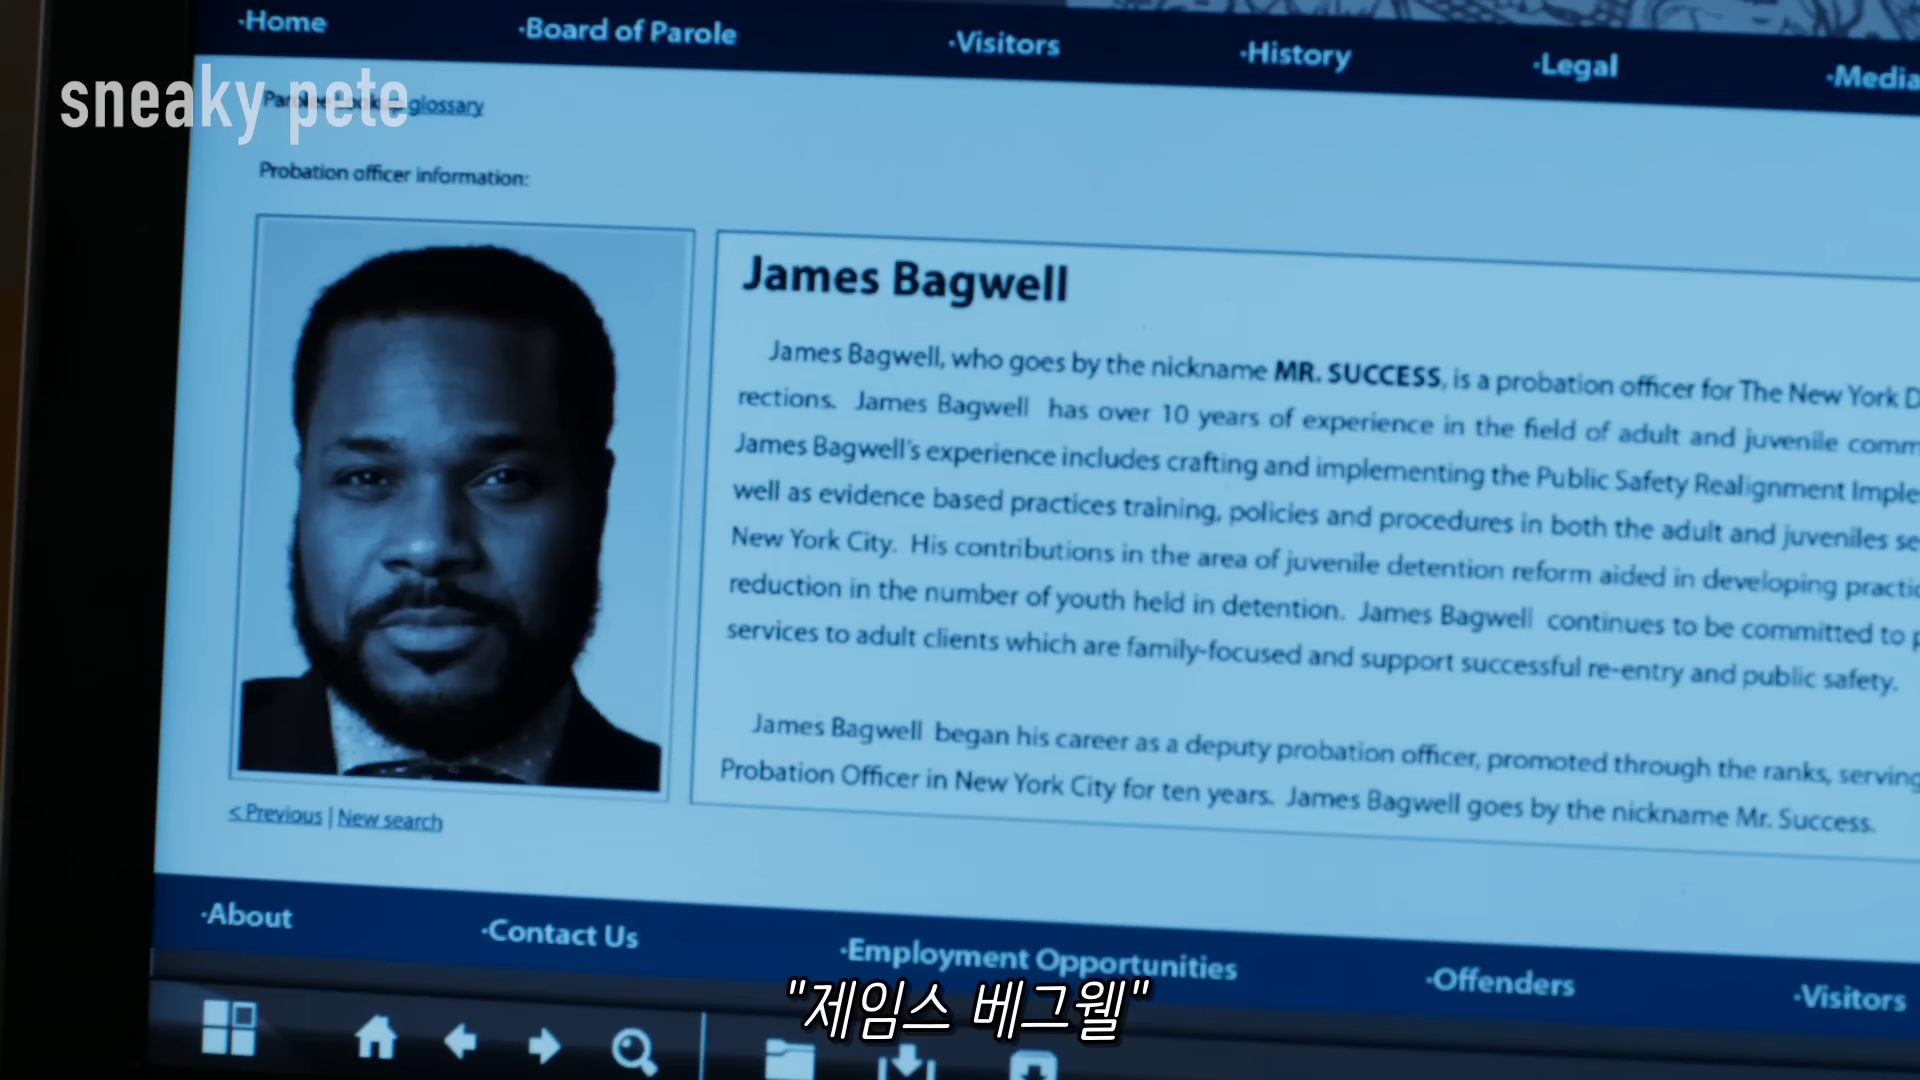 ·Home ·Board of Parole ·Visitors ·History ·Legal ·Media
sneaky pete
glossary
Probation officer information:
James Bagwell
James Bagwell, who goes by the nickname MR. SUCCESS, is a probation officer for The New York D
rections. James Bagwell has over 10 years of experience in the field of adult and juvenile comm
James Bagwell's experience includes crafting and implementing the Public Safety Realignment Imple
well as evidence based practices training, policies and procedures in both the adult and juveniles se
New York City. His contributions in the area of juvenile detention reform aided in developing practic
reduction in the number of youth held in detention. James Bagwell continues to be committed to p
services to adult clients which are family-focused and support successful re-entry and public safety.
James Bagwell began his career as a deputy probation officer, promoted through the ranks, serving
Probation Officer in New York City for ten years. James Bagwell goes by the nickname Mr. Success.
< Previous | New search
·About ·Contact Us ·Employment Opportunities ·Offenders ·Visitors
"제임스 베그웰"